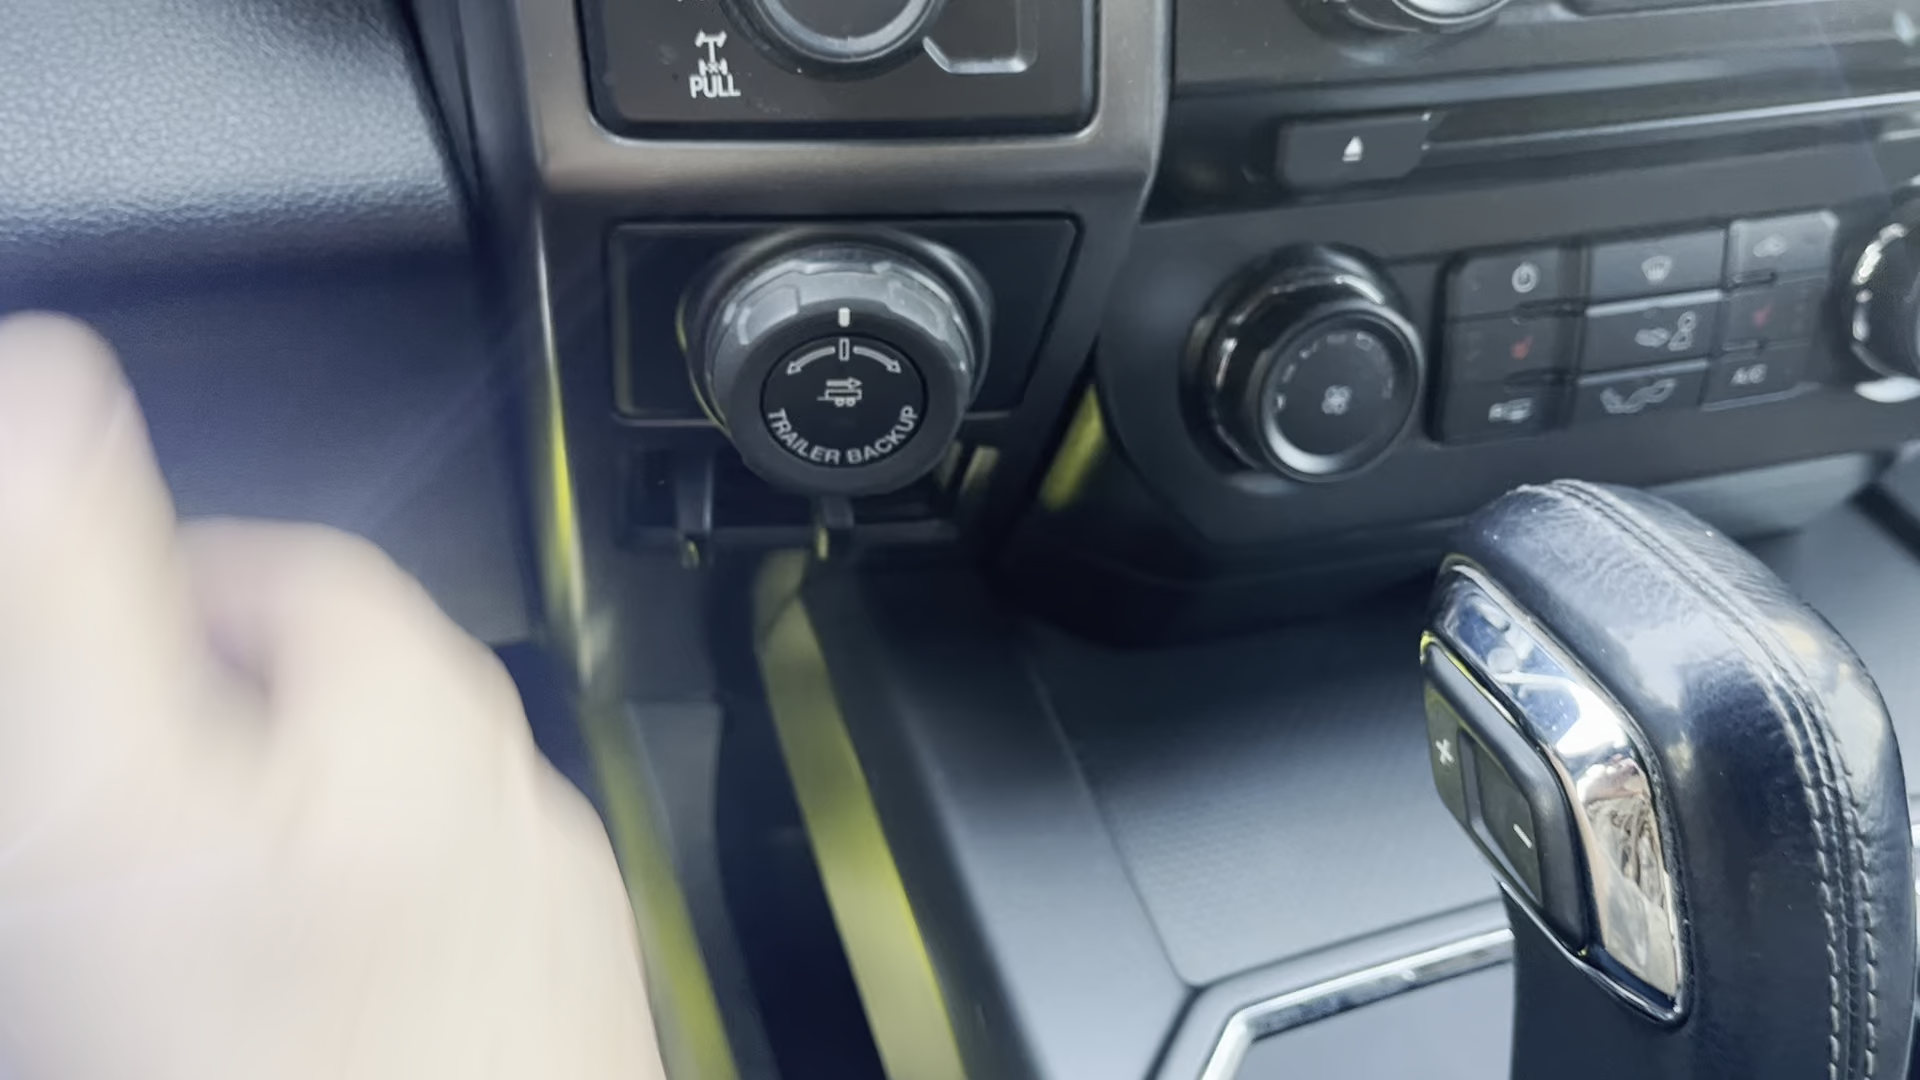 PULL
TRAILER BACKUP
A/C
+
-